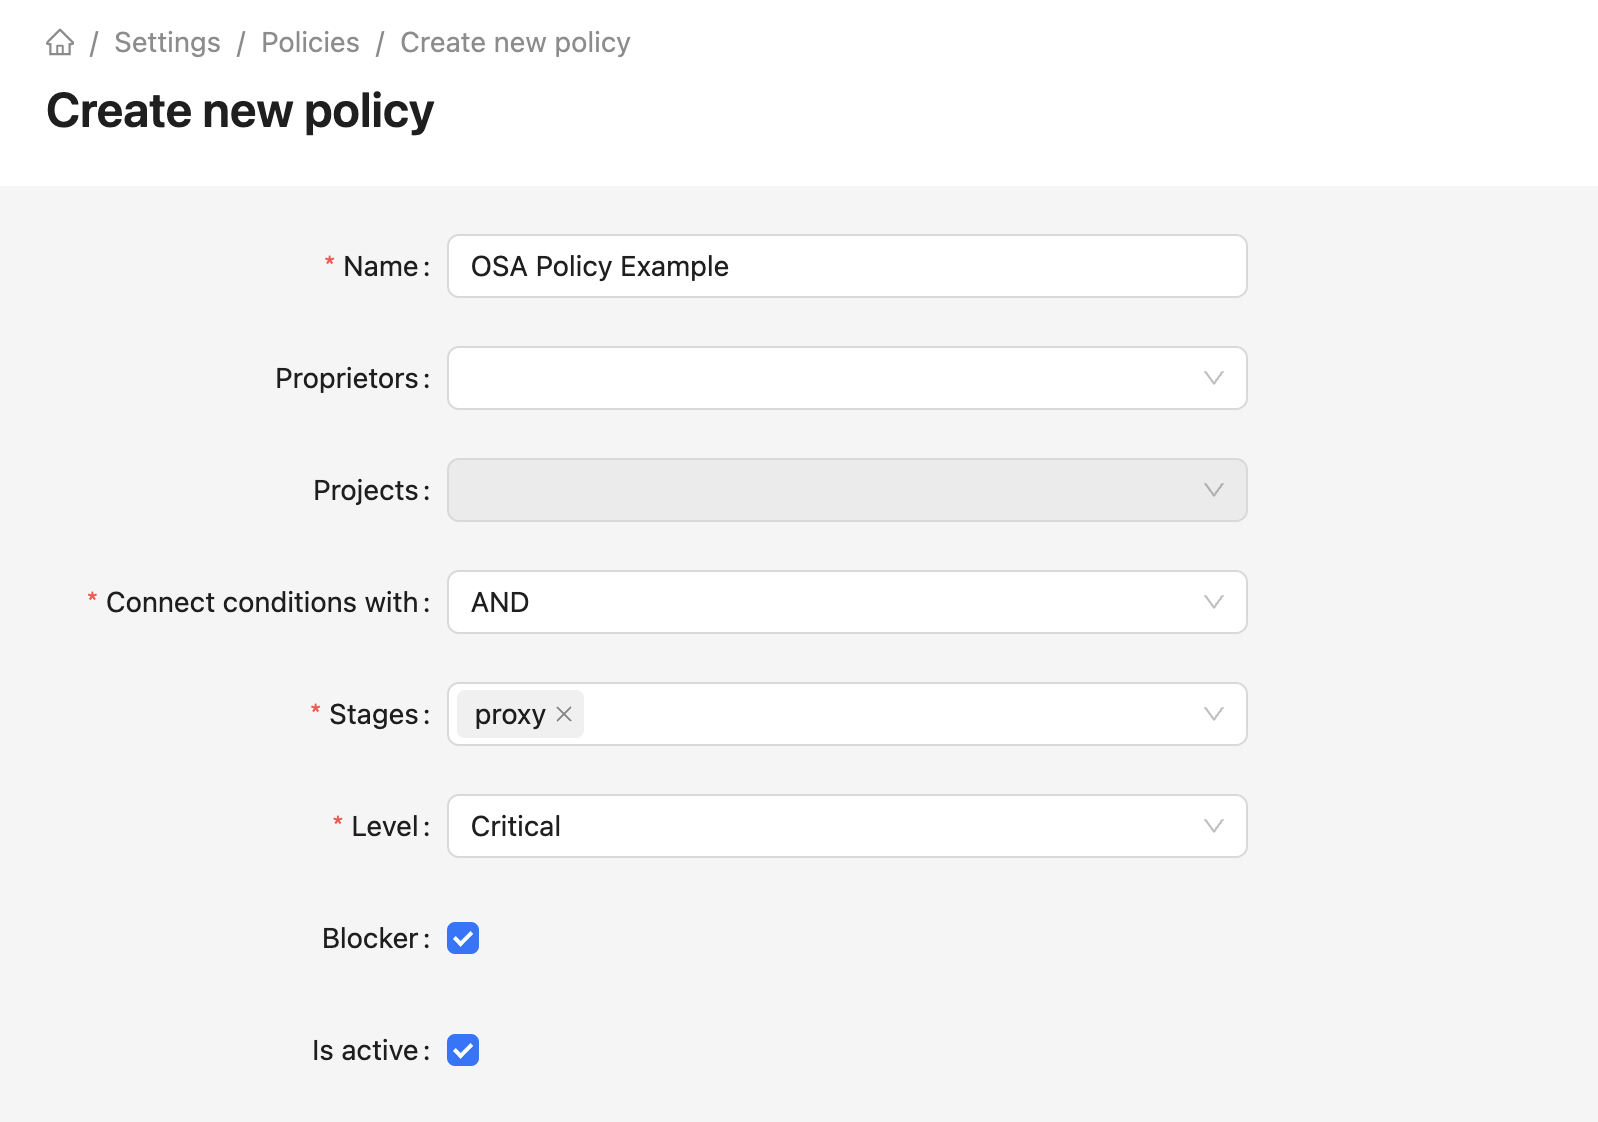 / Settings / Policies / Create new policy
Create new policy
* Name: OSA Policy Example
Proprietors:
Projects:
* Connect conditions with: AND
* Stages: proxy
* Level: Critical
Blocker:
Is active: